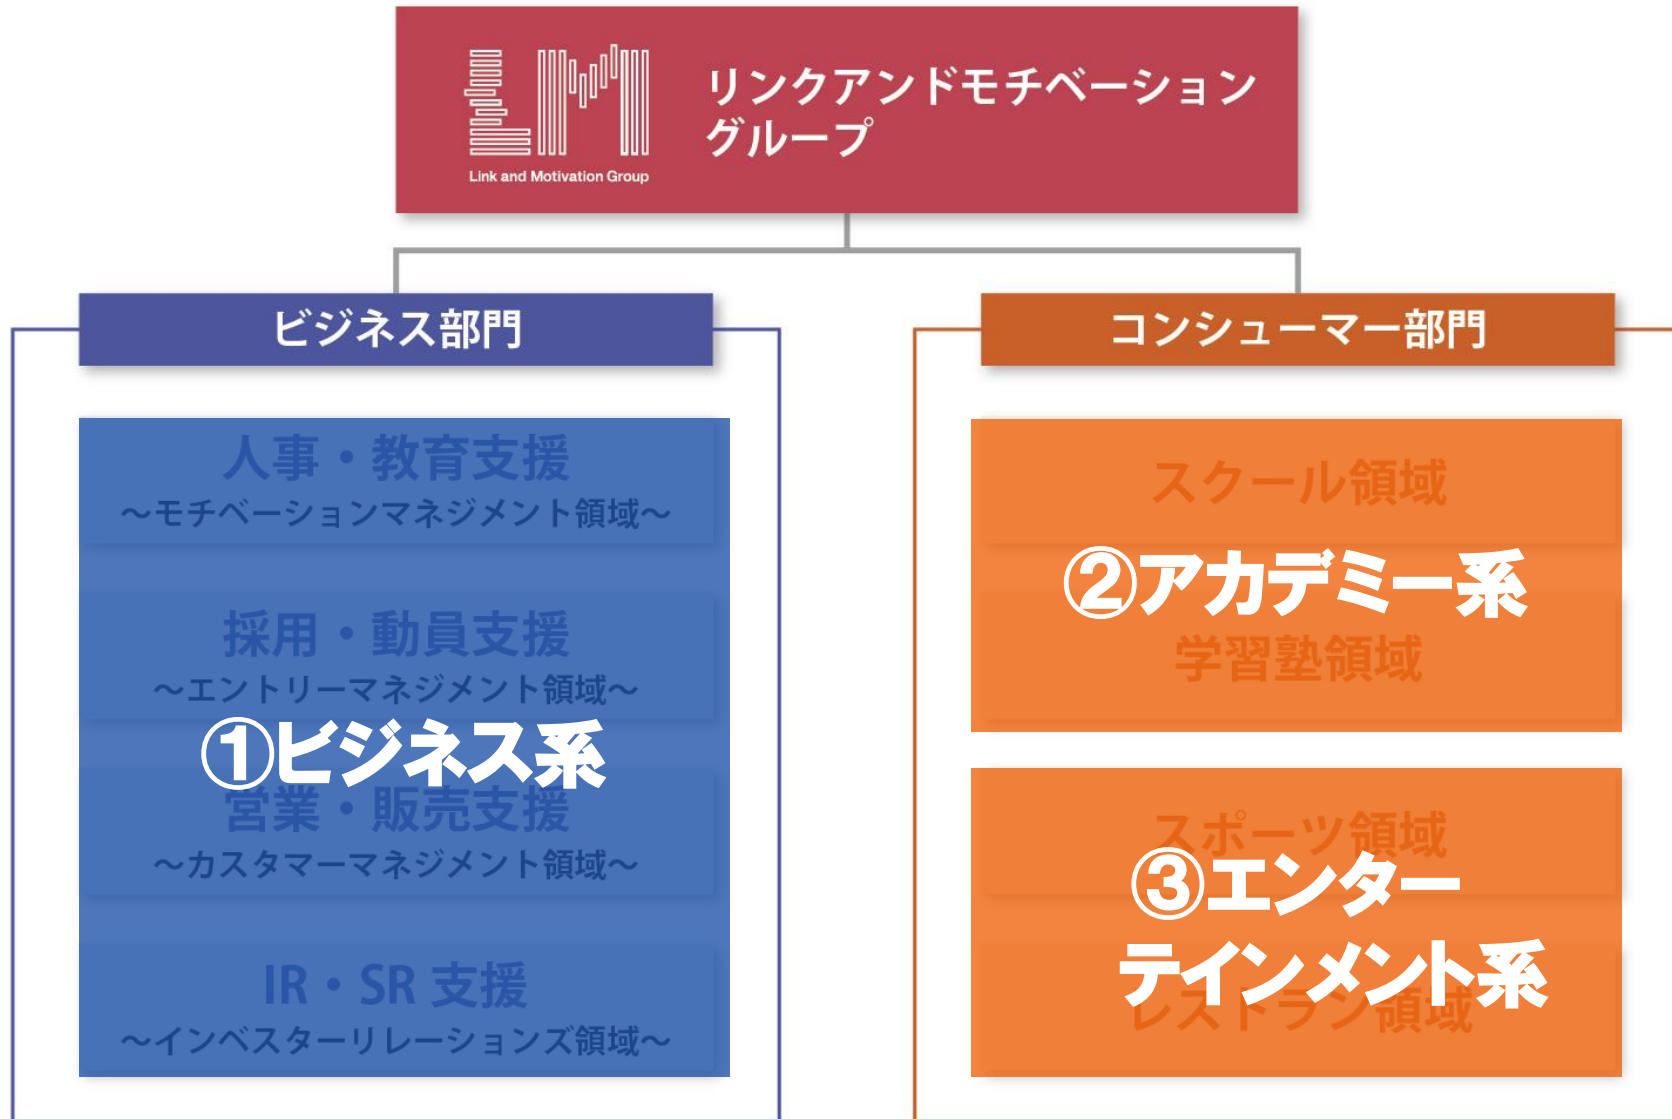 リンクアンドモチベーション
グループ
Link and Motivation Group
ビジネス部門
人事・教育支援
～モチベーションマネジメント領域～
採用・動員支援
～エントリーマネジメント領域～
①ビジネス系
営業・販売支援
～カスタマーマネジメント領域～
IR・SR 支援
～インベスターリレーションズ領域～
コンシューマー部門
スクール領域
②アカデミー系
学習塾領域
スポーツ領域
③エンター
テインメント系
レストラン領域